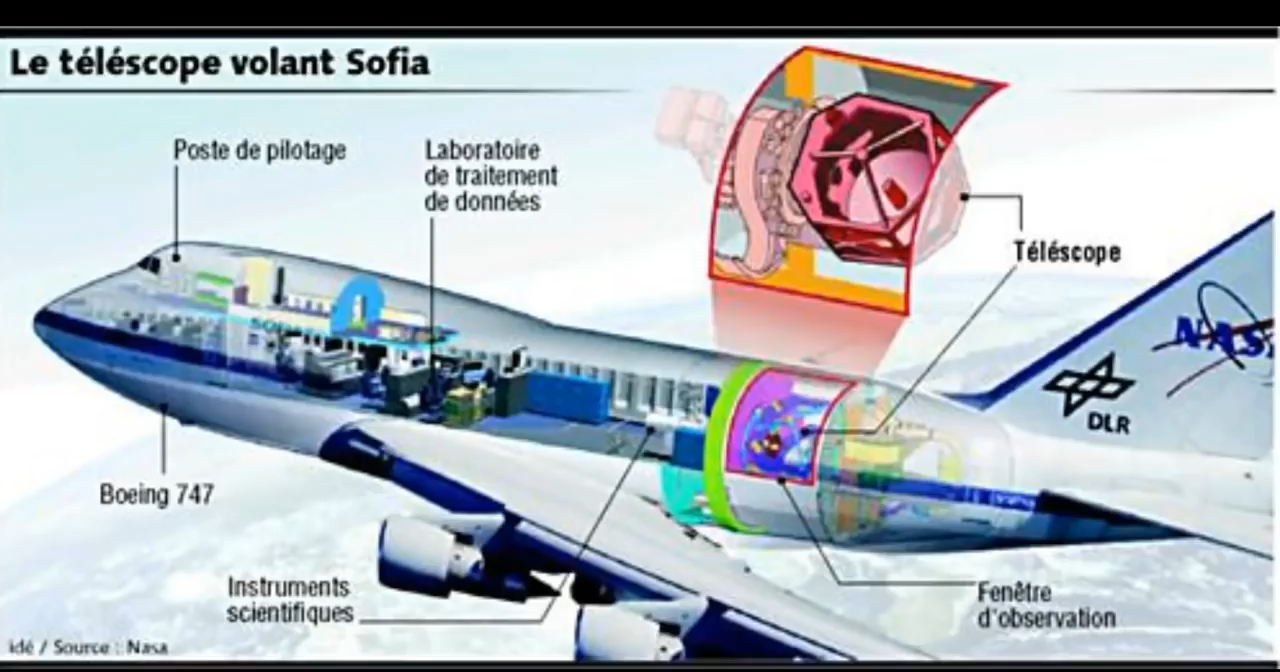 Le téléscope volant Sofia
Poste de pilotage
Laboratoire
de traitement
de données
Téléscope
NASA
DLR
Boeing 747
Instruments
scientifiques
Fenêtre
d'observation
idé / Source : Nasa